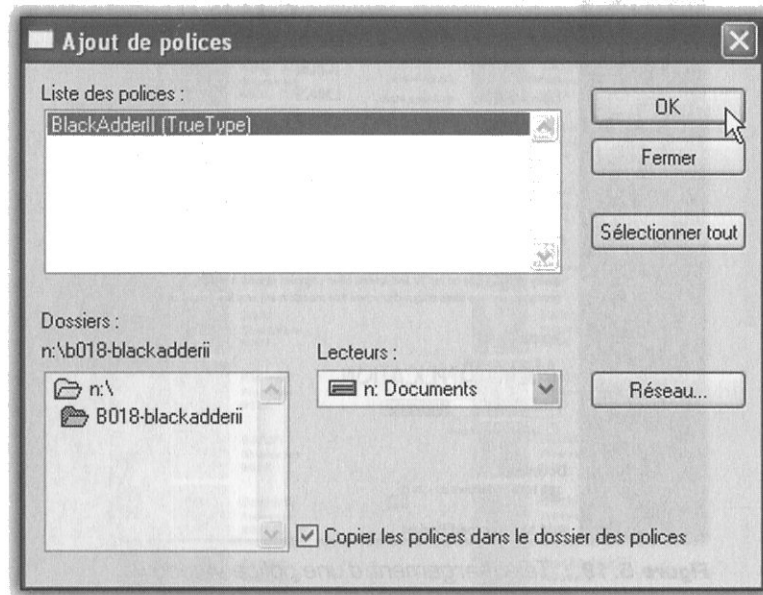 Ajout de polices
Liste des polices :
BlackAdderII (TrueType)
OK
Fermer
Sélectionner tout
Dossiers :
n:\b018-blackadderii
n:\
B018-blackadderii
Lecteurs :
n: Documents
Réseau...
Copier les polices dans le dossier des polices